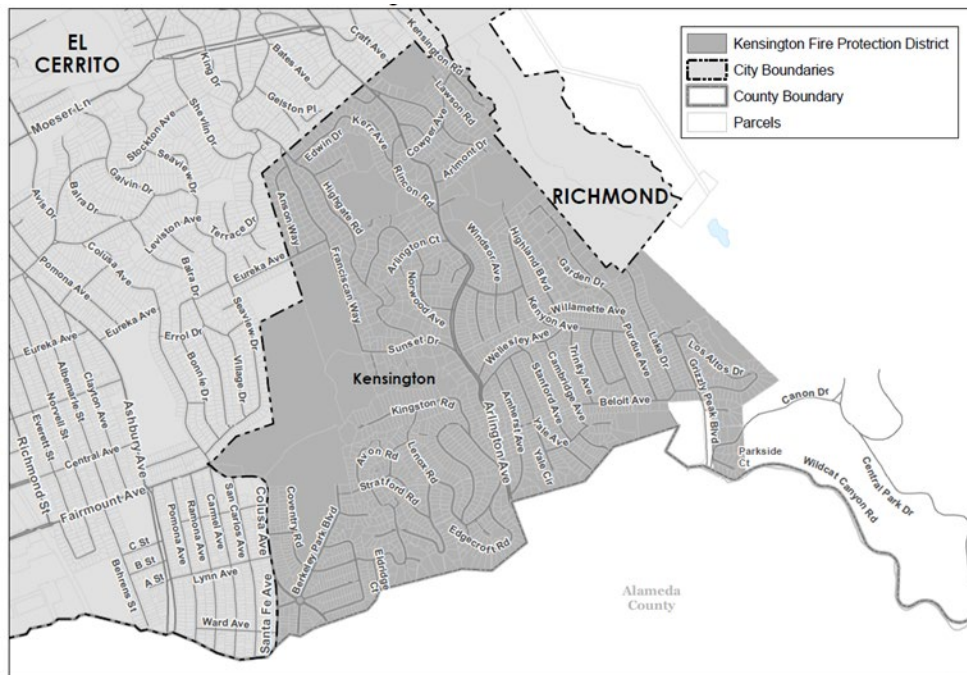 EL
CERRITO
Moeser Ln
King Dr
Bates Ave
Craft Ave
Kensington Rd
Gelston Pl
Shevlin Dr
Stockton Ave
Seaview Dr
Galvin Dr
Balra Dr
Avis Dr
Leviston Ave
Terrace Dr
Colusa Ave
Pomona Ave
Balra Dr
Eureka Ave
Seaview Dr
Eureka Ave
Eureka Ave
Errol Dr
Bonnie Dr
Village Dr
Albemarle St
Clayton Ave
Norvell St
Everett St
Richmond St
Ashbury Ave
Central Ave
Fairmount Ave
C St
B St
A St
Behrens St
Pomona Ave
Ramona Ave
Carmel Ave
San Carlos Ave
Colusa Ave
Lynn Ave
Ward Ave
Santa Fe Ave
Lawson Rd
Cowper Ave
Kerr Ave
Edwin Dr
Arlmont Dr
Rincon Rd
Anson Way
Highgate Rd
Franciscan Way
Arlington Ct
Norwood Ave
Windsor Ave
Highland Blvd
Garden Dr
Willamette Ave
Kenyon Ave
Sunset Dr
Wellesley Ave
Purdue Ave
Lake Dr
Los Altos Dr
Trinity Ave
Cambridge Ave
Stanford Ave
Grizzly Peak Blvd
Kensington
Beloit Ave
Kingston Rd
Arlington Ave
Amherst Ave
Yale Ave
Yale Cir
Avon Rd
Lenox Rd
Stratford Rd
Edgecroft Rd
Coventry Rd
Berkeley Park Blvd
Eldridge Ct
Parkside
Ct
Canon Dr
Central Park Dr
Wildcat Canyon Rd
RICHMOND
Alameda
County
Kensington Fire Protection District
City Boundaries
County Boundary
Parcels